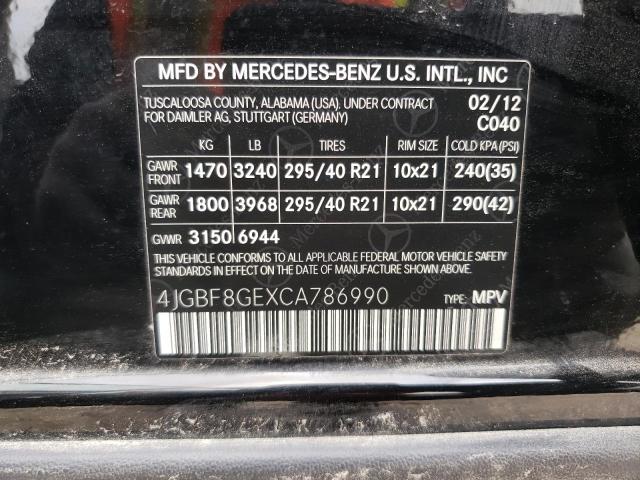 MFD BY MERCEDES-BENZ U.S. INTL., INC
TUSCALOOSA COUNTY, ALABAMA (USA). UNDER CONTRACT 02/12
FOR DAIMLER AG, STUTTGART (GERMANY) C040
KG LB TIRES RIM SIZE COLD KPA(PSI)
GAWR FRONT 1470 3240 295/40 R21 10x21 240(35)
GAWR REAR 1800 3968 295/40 R21 10x21 290(42)
GVWR 3150 6944
THIS VEHICLE CONFORMS TO ALL APPLICABLE FEDERAL MOTOR VEHICLE SAFETY
STANDARDS IN EFFECT ON THE DATE OF MANUFACTURE SHOWN ABOVE.
4JGBF8GEXCA786990 TYPE: MPV
Mercedes-Benz